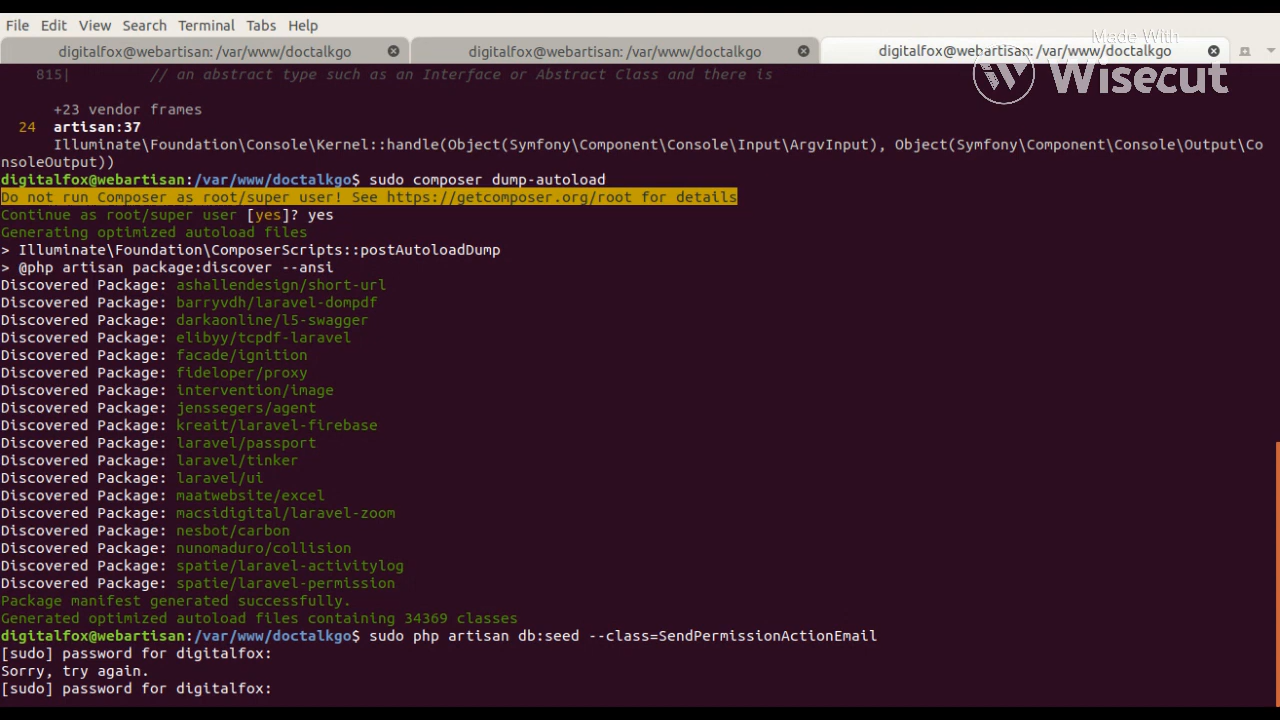 File Edit View Search Terminal Tabs Help
Made With
digitalfox@webartisan: /var/www/doctalkgo digitalfox@webartisan: /var/www/doctalkgo digitalfox@webartisan: /var/www/doctalkgo
Wisecut
815| // an abstract type such as an Interface or Abstract Class and there is
+23 vendor frames
24 artisan:37
Illuminate\Foundation\Console\Kernel::handle(Object(Symfony\Component\Console\Input\ArgvInput), Object(Symfony\Component\Console\Output\Co
nsoleOutput))
digitalfox@webartisan:/var/www/doctalkgo$ sudo composer dump-autoload
Do not run Composer as root/super user! See https://getcomposer.org/root for details
Continue as root/super user [yes]? yes
Generating optimized autoload files
> Illuminate\Foundation\ComposerScripts::postAutoloadDump
> @php artisan package:discover --ansi
Discovered Package: ashallendesign/short-url
Discovered Package: barryvdh/laravel-dompdf
Discovered Package: darkaonline/l5-swagger
Discovered Package: elibyy/tcpdf-laravel
Discovered Package: facade/ignition
Discovered Package: fideloper/proxy
Discovered Package: intervention/image
Discovered Package: jenssegers/agent
Discovered Package: kreait/laravel-firebase
Discovered Package: laravel/passport
Discovered Package: laravel/tinker
Discovered Package: laravel/ui
Discovered Package: maatwebsite/excel
Discovered Package: macsidigital/laravel-zoom
Discovered Package: nesbot/carbon
Discovered Package: nunomaduro/collision
Discovered Package: spatie/laravel-activitylog
Discovered Package: spatie/laravel-permission
Package manifest generated successfully.
Generated optimized autoload files containing 34369 classes
digitalfox@webartisan:/var/www/doctalkgo$ sudo php artisan db:seed --class=SendPermissionActionEmail
[sudo] password for digitalfox:
Sorry, try again.
[sudo] password for digitalfox: